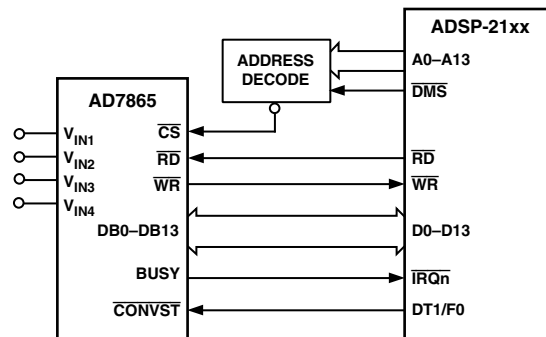 ADSP-21xx
ADDRESS
DECODE
A0–A13
DMS
AD7865
VIN1
VIN2
VIN3
VIN4
CS
RD
WR
DB0–DB13
BUSY
CONVST
RD
WR
D0–D13
IRQn
DT1/F0